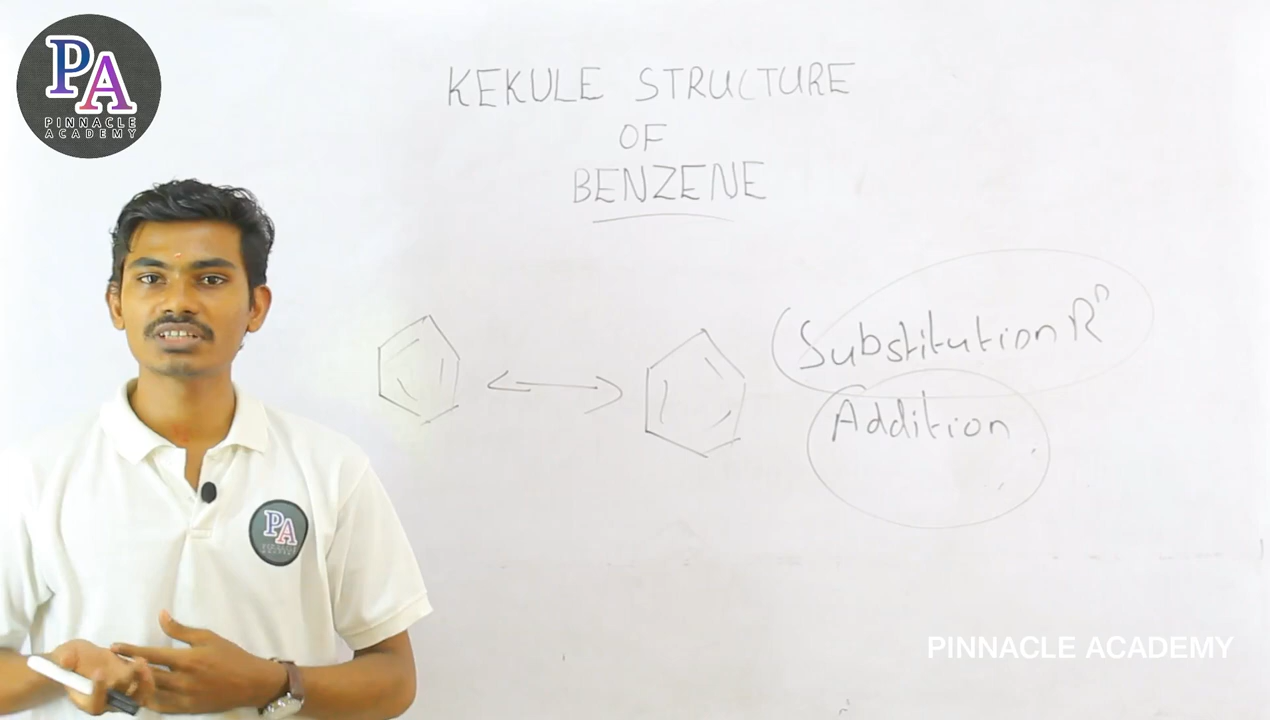 PA
PINNACLE
ACADEMY
KEKULE STRUCTURE
OF
BENZENE
Substitution Rⁿ
Addition
PA
PINNACLE ACADEMY